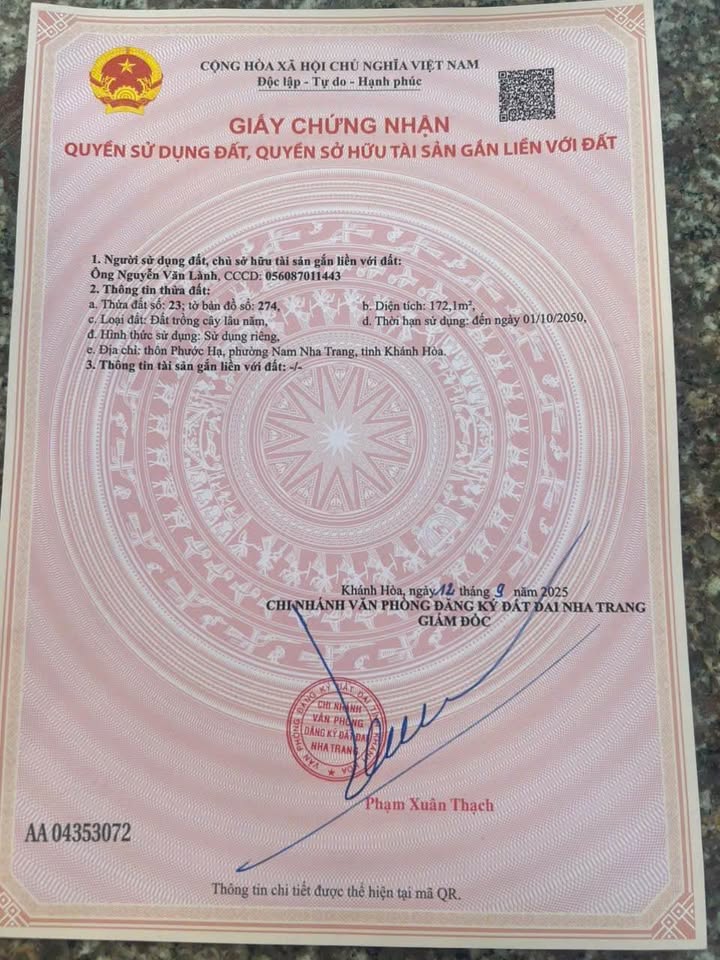 CỘNG HÒA XÃ HỘI CHỦ NGHĨA VIỆT NAM
Độc lập - Tự do - Hạnh phúc
GIẤY CHỨNG NHẬN
QUYỀN SỬ DỤNG ĐẤT, QUYỀN SỞ HỮU TÀI SẢN GẮN LIỀN VỚI ĐẤT
1. Người sử dụng đất, chủ sở hữu tài sản gắn liền với đất:
Ông Nguyễn Văn Lành, CCCD: 056087011443
2. Thông tin thửa đất:
a. Thửa đất số: 23; tờ bản đồ số: 274, b. Diện tích: 172,1m²,
c. Loại đất: Đất trồng cây lâu năm, d. Thời hạn sử dụng: đến ngày 01/10/2050,
đ. Hình thức sử dụng: Sử dụng riêng,
e. Địa chỉ: thôn Phước Hạ, phường Nam Nha Trang, tỉnh Khánh Hòa.
3. Thông tin tài sản gắn liền với đất: -/-
Khánh Hòa, ngày 12 tháng 9 năm 2025
CHI NHÁNH VĂN PHÒNG ĐĂNG KÝ ĐẤT ĐAI NHA TRANG
GIÁM ĐỐC
CHI NHÁNH
VĂN PHÒNG
ĐĂNG KÝ ĐẤT ĐAI
NHA TRANG
Phạm Xuân Thạch
AA 04353072
Thông tin chi tiết được thể hiện tại mã QR.